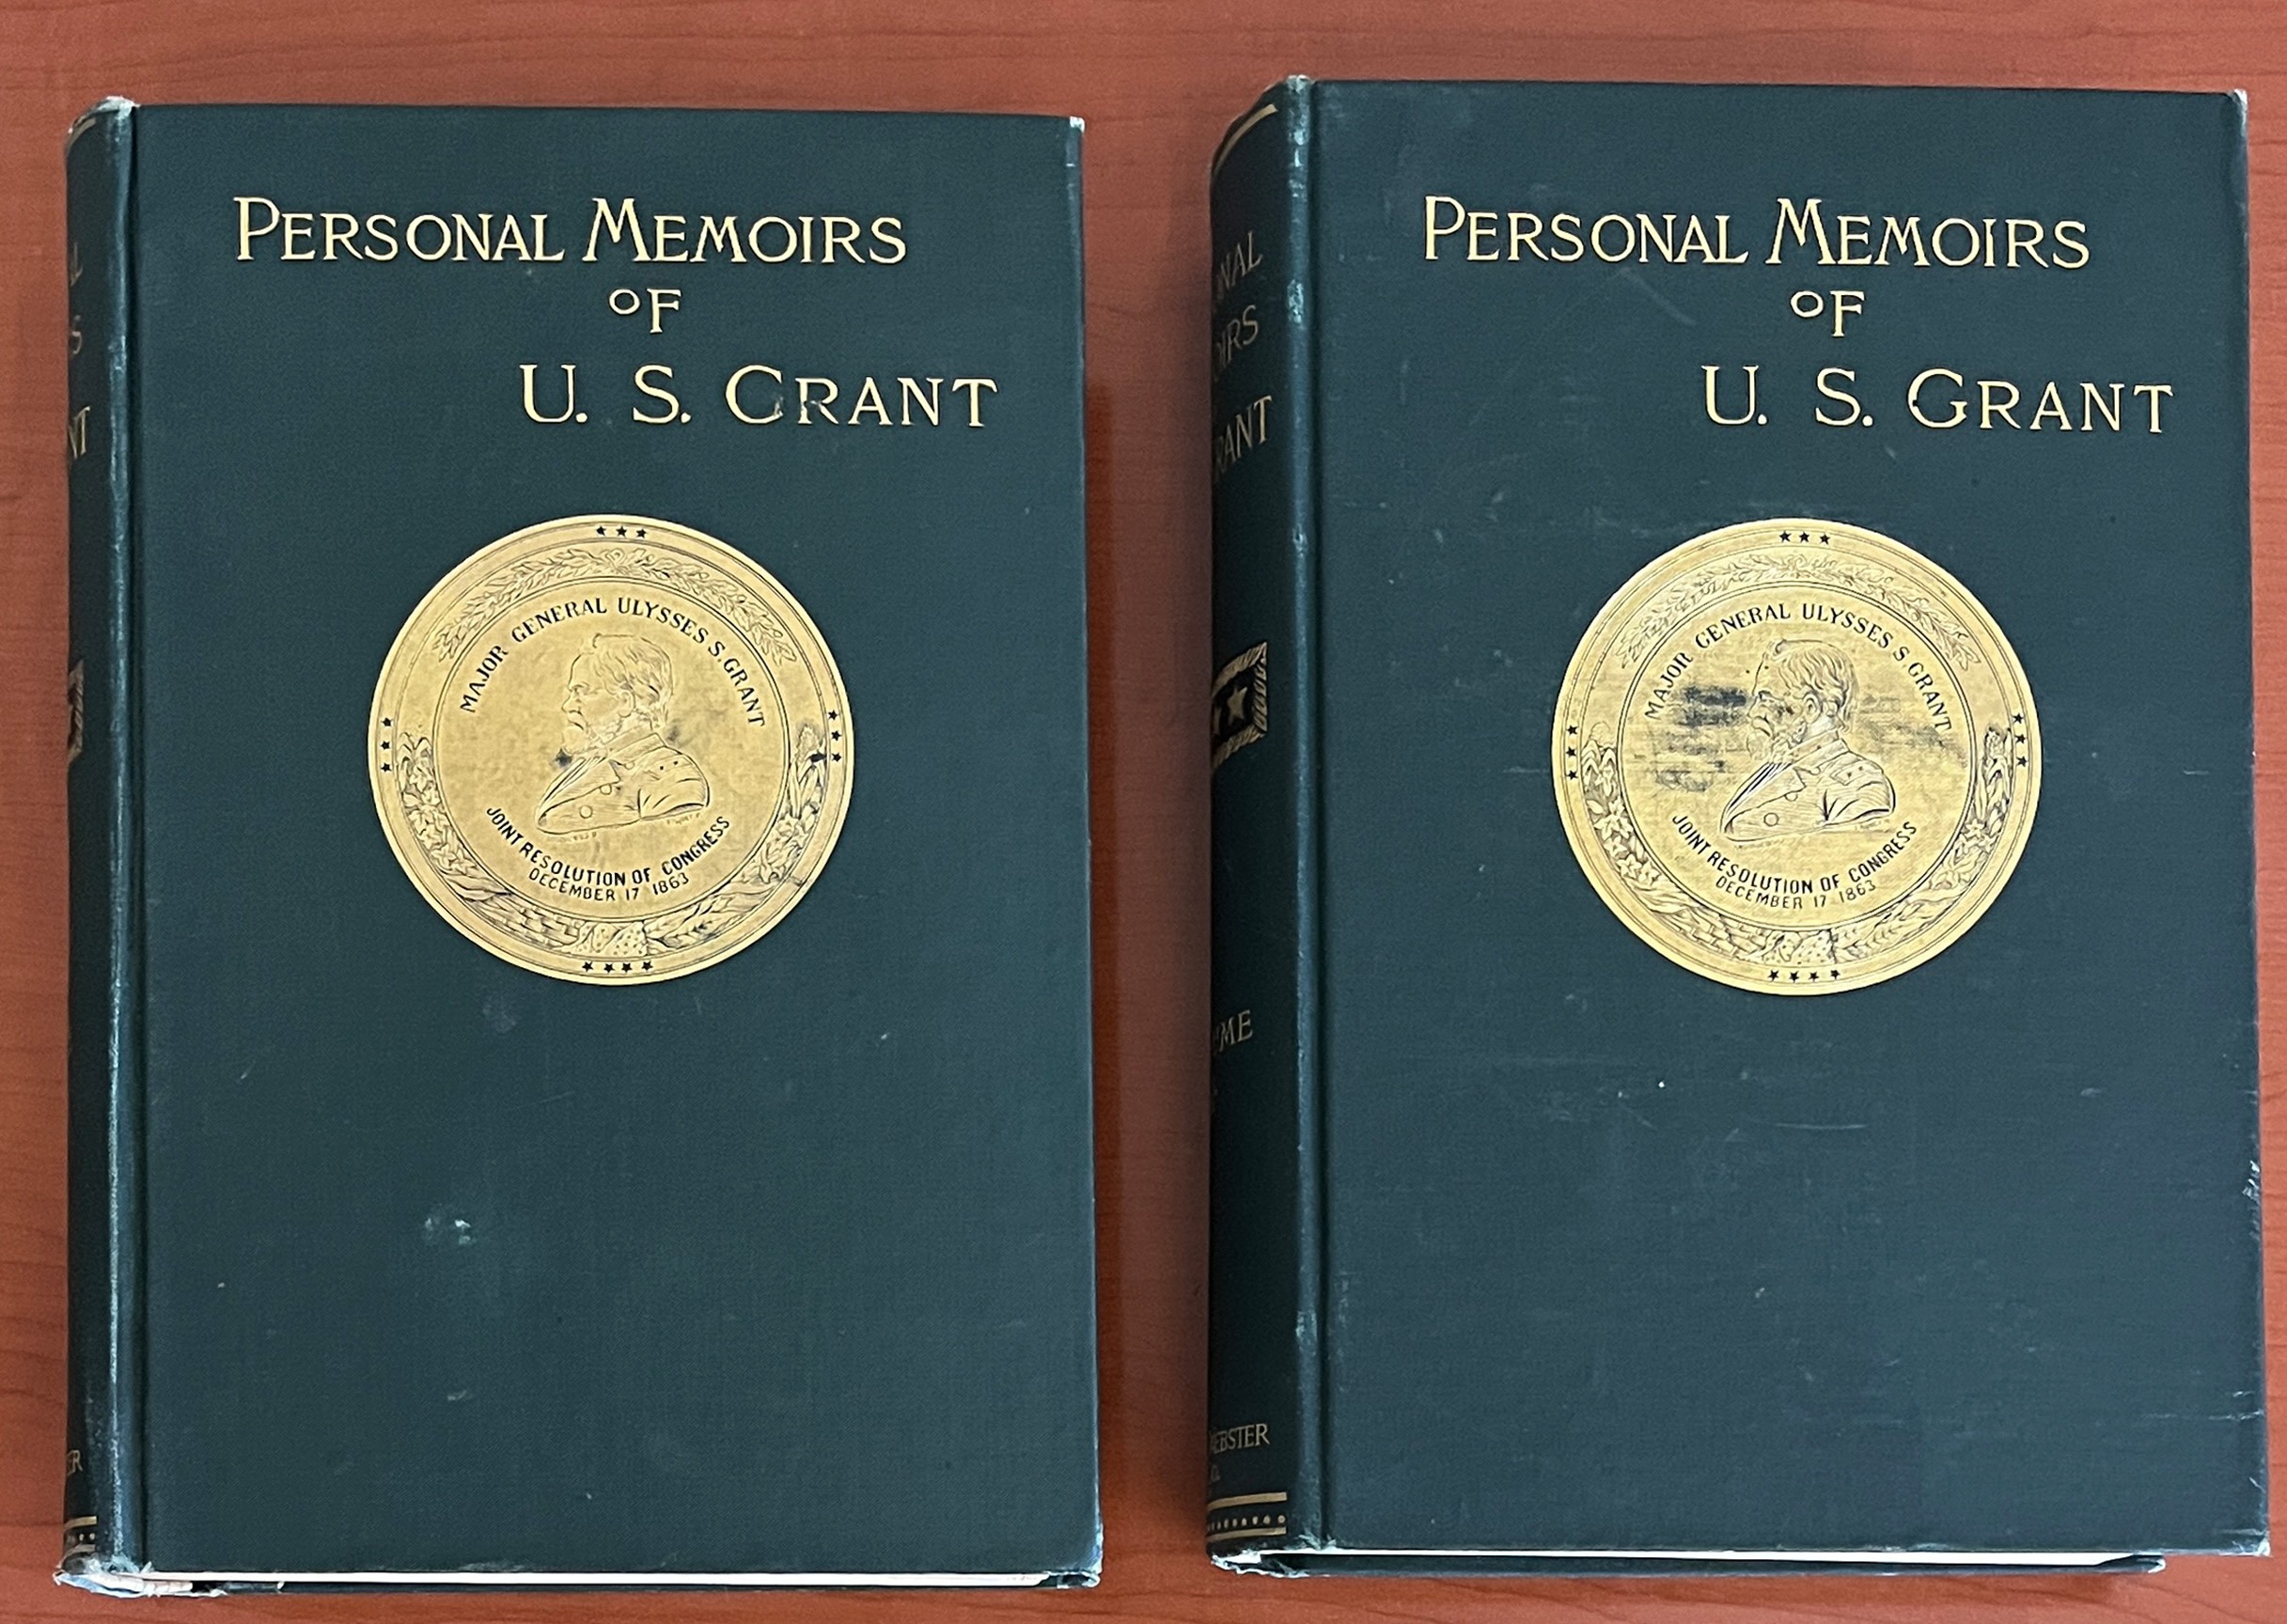 PERSONAL MEMOIRS
OF
U. S. GRANT
MAJOR GENERAL ULYSSES S. GRANT
JOINT RESOLUTION OF CONGRESS
DECEMBER 17 1863
PERSONAL MEMOIRS
OF
U. S. GRANT
MAJOR GENERAL ULYSSES S. GRANT
JOINT RESOLUTION OF CONGRESS
DECEMBER 17 1863